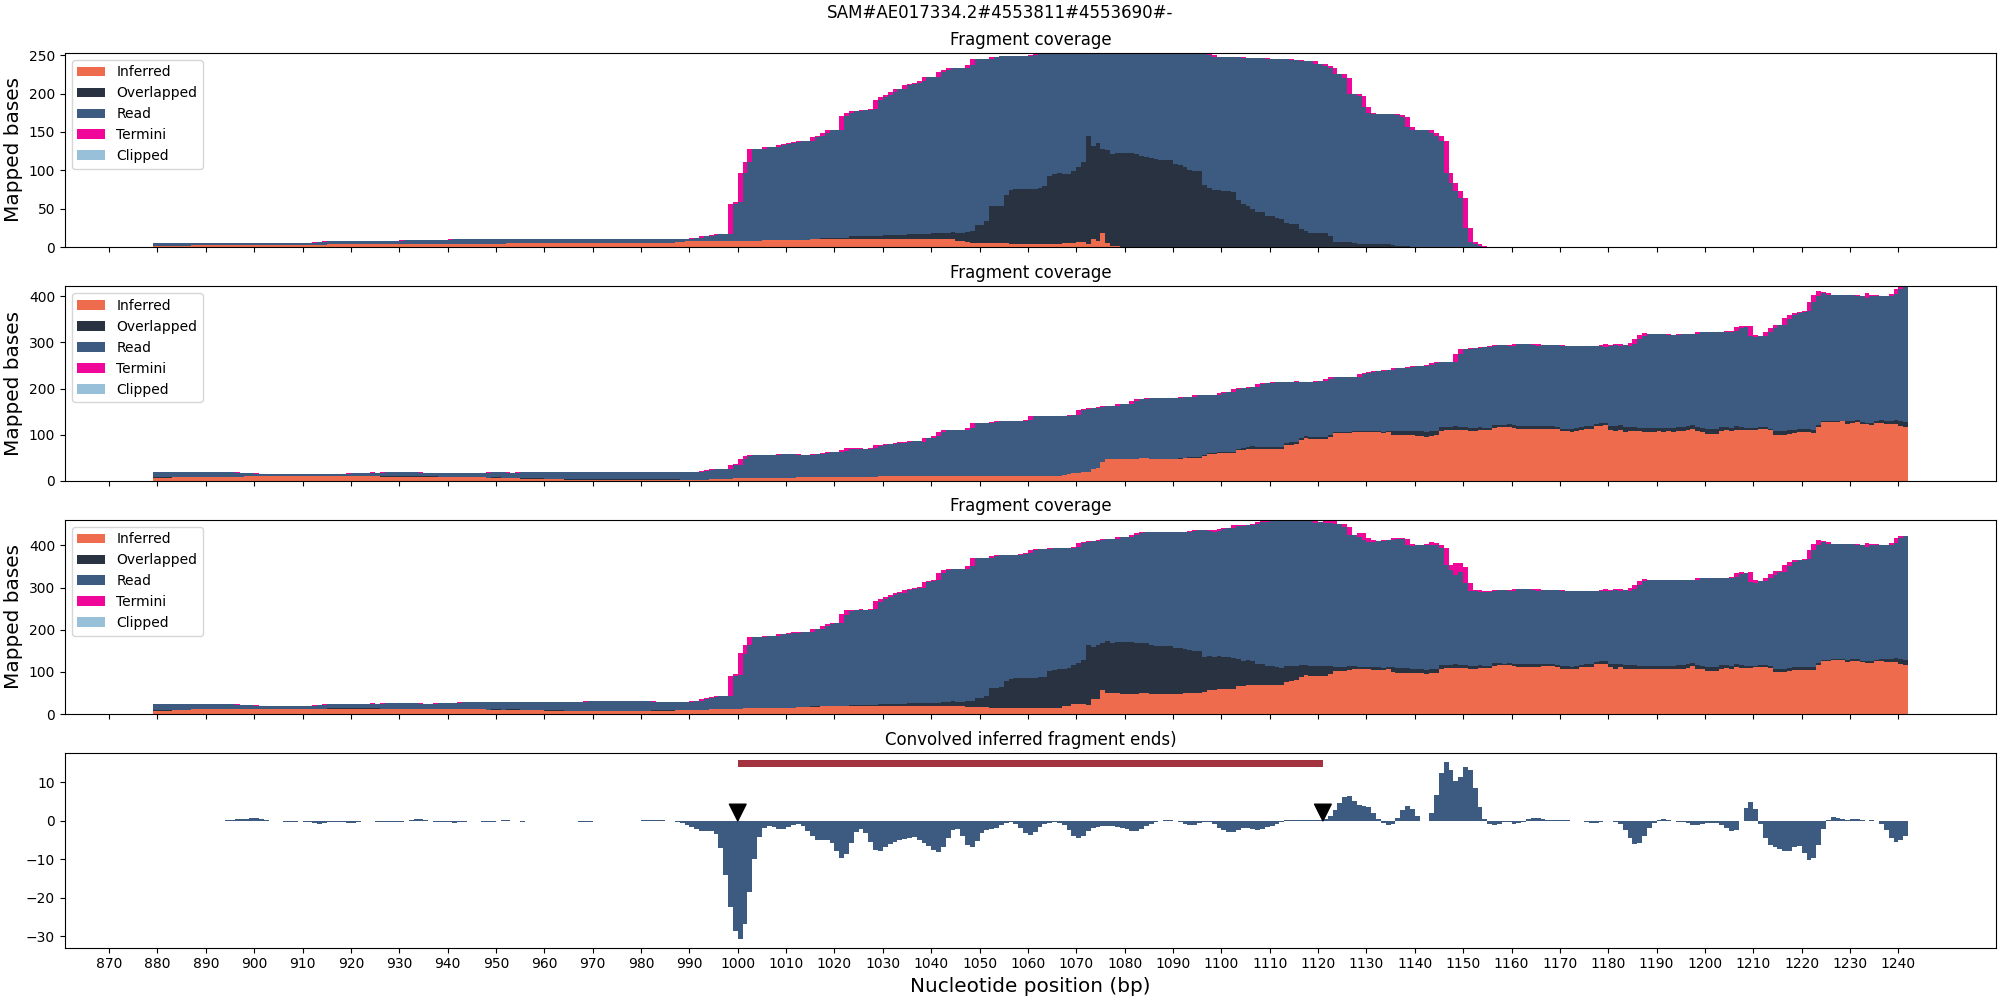 SAM#AE017334.2#4553811#4553690#-
Fragment coverage
Mapped bases
250
200
150
100
50
0
Inferred
Overlapped
Read
Termini
Clipped
Fragment coverage
Mapped bases
400
300
200
100
0
Inferred
Overlapped
Read
Termini
Clipped
Fragment coverage
Mapped bases
400
300
200
100
0
Inferred
Overlapped
Read
Termini
Clipped
Convolved inferred fragment ends)
10
0
−10
−20
−30
870 880 890 900 910 920 930 940 950 960 970 980 990 1000 1010 1020 1030 1040 1050 1060 1070 1080 1090 1100 1110 1120 1130 1140 1150 1160 1170 1180 1190 1200 1210 1220 1230 1240
Nucleotide position (bp)